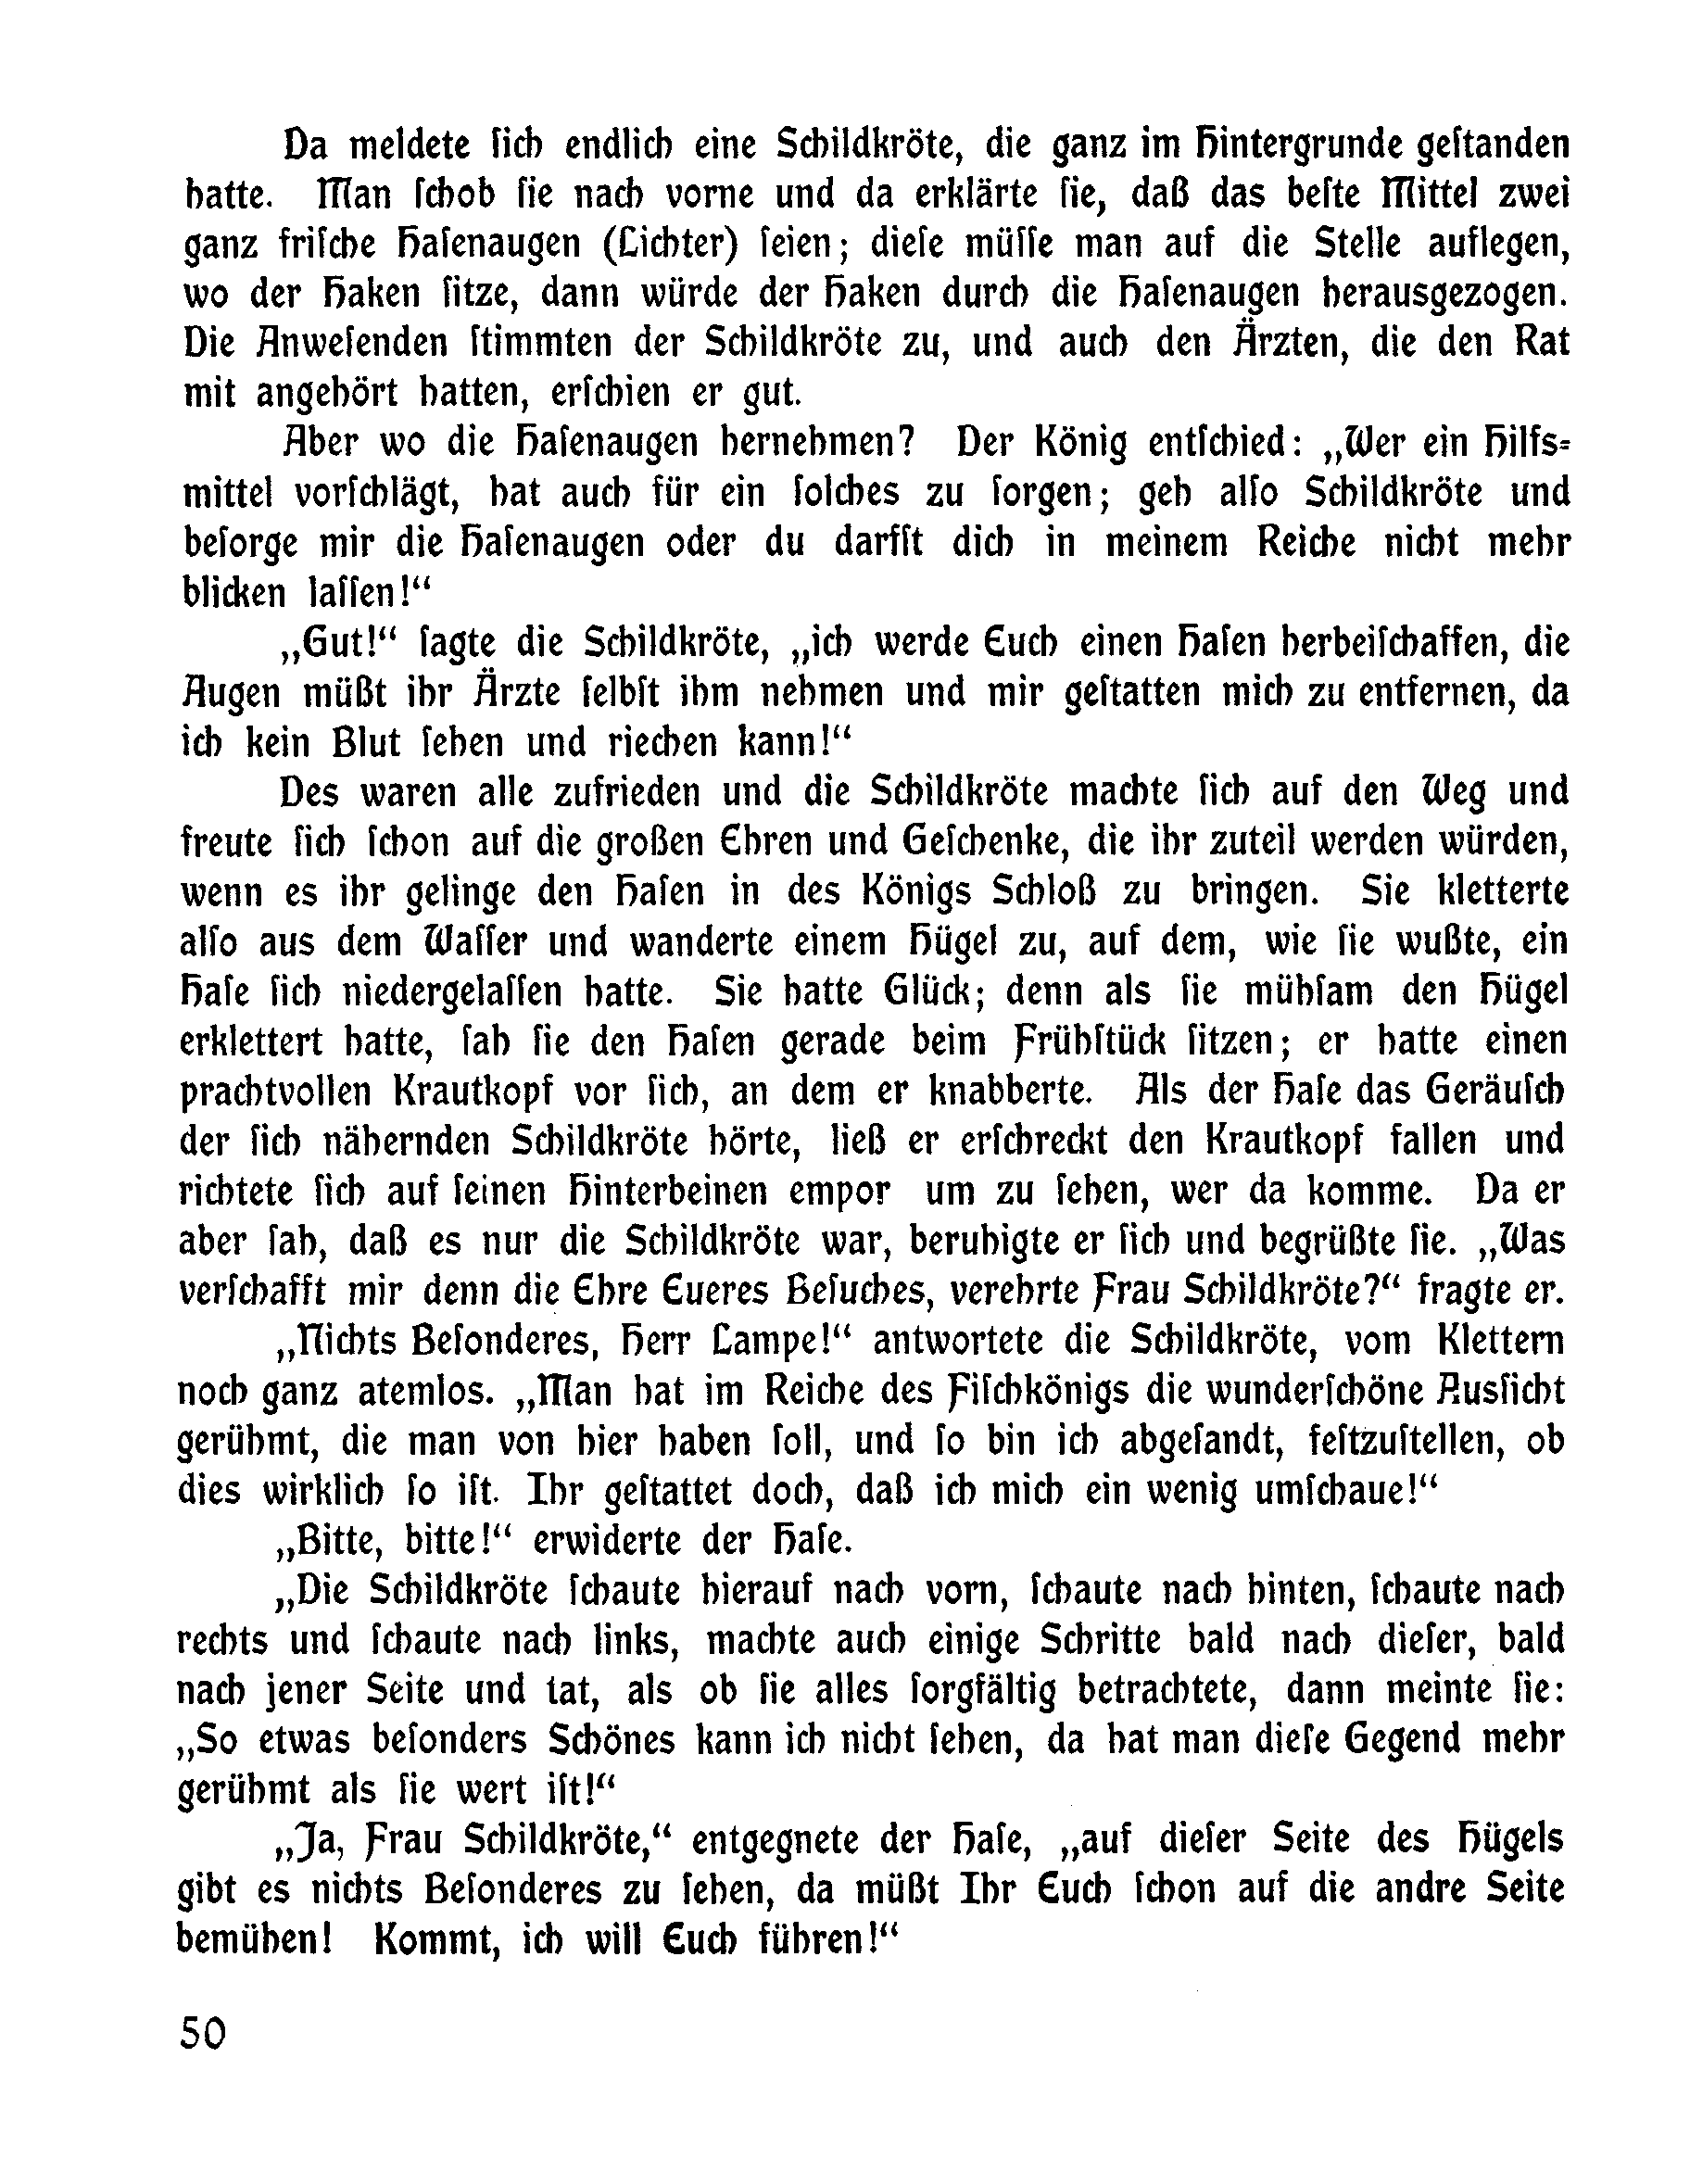 Da meldete ſich endlich eine Schildkröte, die ganz im Hintergrunde geſtanden
hatte. Man ſchob ſie nach vorne und da erklärte ſie, daß das beſte Mittel zwei
ganz friſche Haſenaugen (Lichter) ſeien; dieſe müſſe man auf die Stelle auflegen,
wo der Haken ſitze, dann würde der Haken durch die Haſenaugen herausgezogen.
Die Anweſenden ſtimmten der Schildkröte zu, und auch den Ärzten, die den Rat
mit angehört hatten, erſchien er gut.
Aber wo die Haſenaugen hernehmen? Der König entſchied: „Wer ein Hilfs-
mittel vorſchlägt, hat auch für ein ſolches zu ſorgen; geh alſo Schildkröte und
beſorge mir die Haſenaugen oder du darfſt dich in meinem Reiche nicht mehr
blicken laſſen!“
„Gut!“ ſagte die Schildkröte, „ich werde Euch einen Haſen herbeiſchaffen, die
Augen müßt ihr Ärzte ſelbſt ihm nehmen und mir geſtatten mich zu entfernen, da
ich kein Blut ſehen und riechen kann!“
Des waren alle zufrieden und die Schildkröte machte ſich auf den Weg und
freute ſich ſchon auf die großen Ehren und Geſchenke, die ihr zuteil werden würden,
wenn es ihr gelinge den Haſen in des Königs Schloß zu bringen. Sie kletterte
alſo aus dem Waſſer und wanderte einem Hügel zu, auf dem, wie ſie wußte, ein
Haſe ſich niedergelaſſen hatte. Sie hatte Glück; denn als ſie mühſam den Hügel
erklettert hatte, ſah ſie den Haſen gerade beim Frühſtück ſitzen; er hatte einen
prachtvollen Krautkopf vor ſich, an dem er knabberte. Als der Haſe das Geräuſch
der ſich nähernden Schildkröte hörte, ließ er erſchreckt den Krautkopf fallen und
richtete ſich auf ſeinen Hinterbeinen empor um zu ſehen, wer da komme. Da er
aber ſah, daß es nur die Schildkröte war, beruhigte er ſich und begrüßte ſie. „Was
verſchafft mir denn die Ehre Eueres Beſuches, verehrte Frau Schildkröte?“ fragte er.
„Nichts Beſonderes, Herr Lampe!“ antwortete die Schildkröte, vom Klettern
noch ganz atemlos. „Man hat im Reiche des Fiſchkönigs die wunderſchöne Ausſicht
gerühmt, die man von hier haben ſoll, und ſo bin ich abgeſandt, feſtzuſtellen, ob
dies wirklich ſo iſt. Ihr geſtattet doch, daß ich mich ein wenig umſchaue!“
„Bitte, bitte!“ erwiderte der Haſe.
„Die Schildkröte ſchaute hierauf nach vorn, ſchaute nach hinten, ſchaute nach
rechts und ſchaute nach links, machte auch einige Schritte bald nach dieſer, bald
nach jener Seite und tat, als ob ſie alles ſorgfältig betrachtete, dann meinte ſie:
„So etwas beſonders Schönes kann ich nicht ſehen, da hat man dieſe Gegend mehr
gerühmt als ſie wert iſt!“
„Ja, Frau Schildkröte,“ entgegnete der Haſe, „auf dieſer Seite des Hügels
gibt es nichts Beſonderes zu ſehen, da müßt Ihr Euch ſchon auf die andre Seite
bemühen! Kommt, ich will Euch führen!“
50